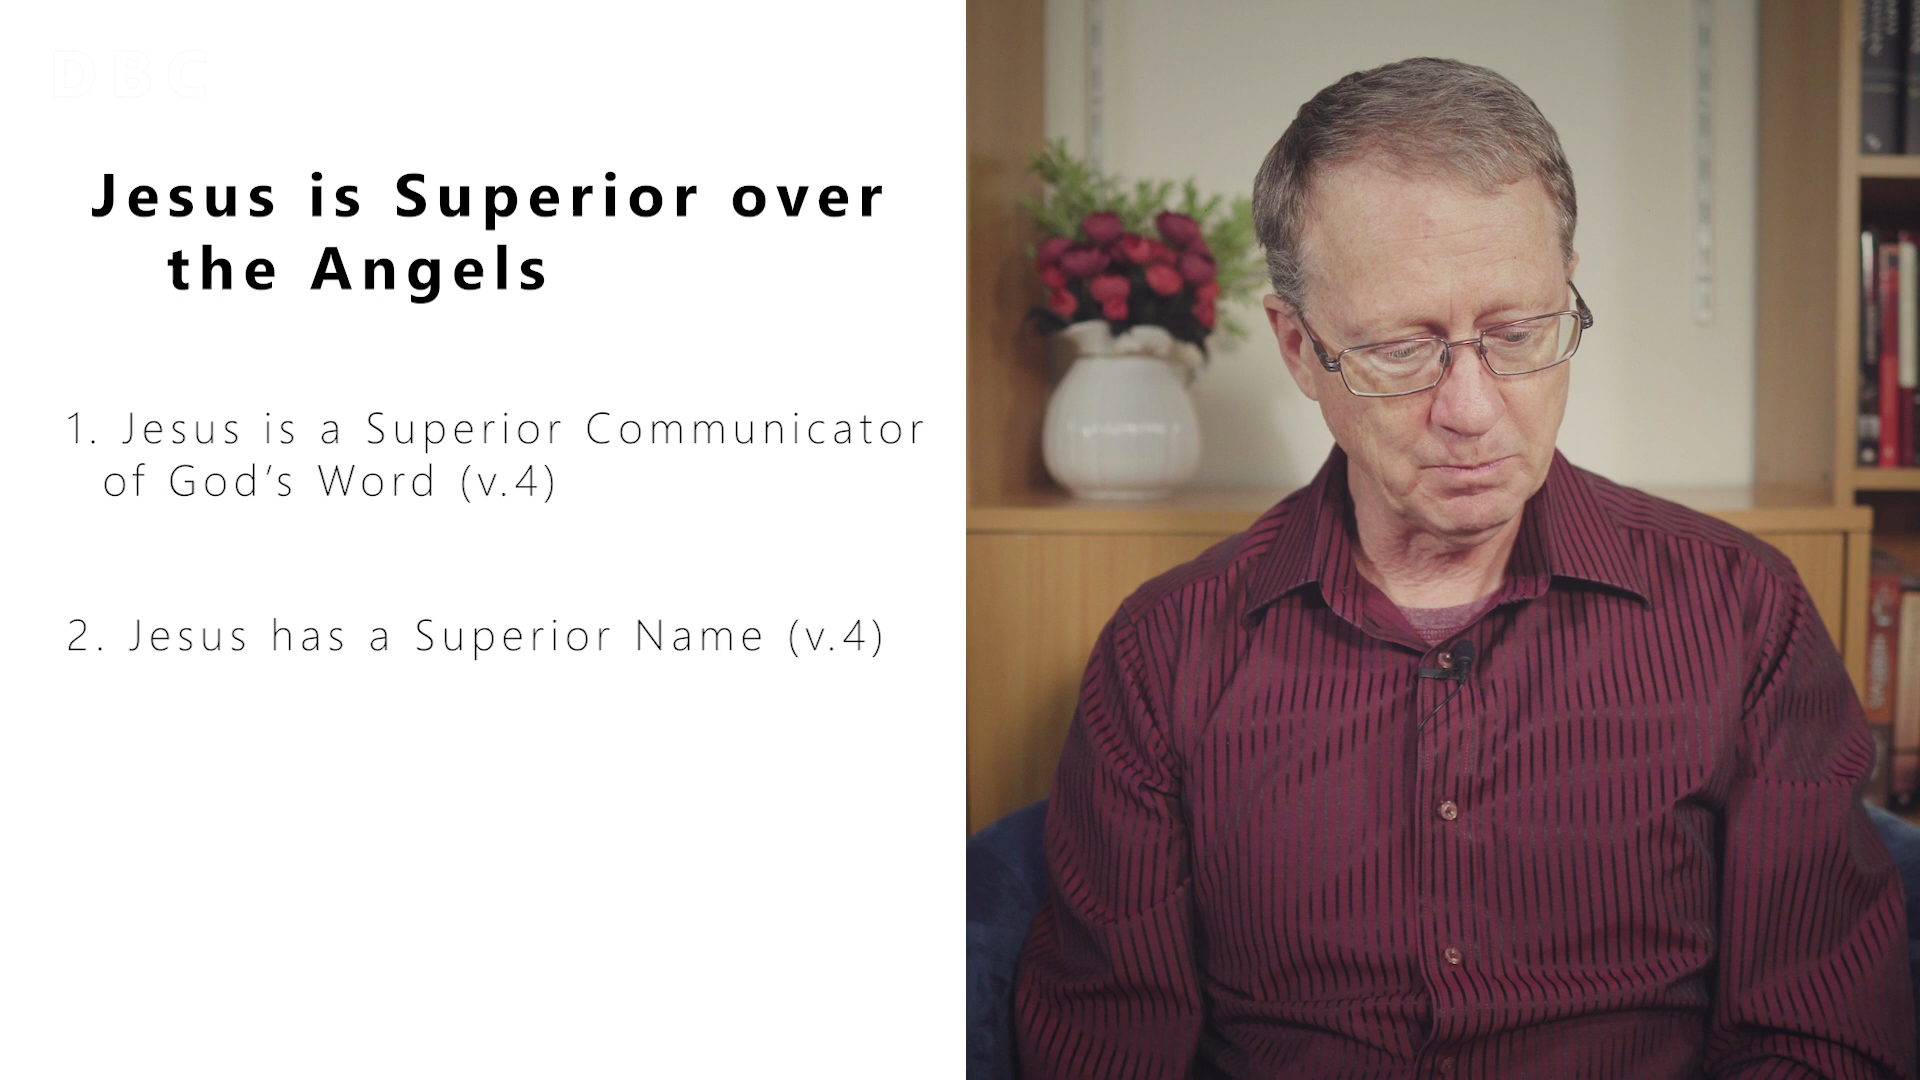 DBC
Jesus is Superior over
the Angels
1. Jesus is a Superior Communicator
of God's Word (v.4)
2. Jesus has a Superior Name (v.4)